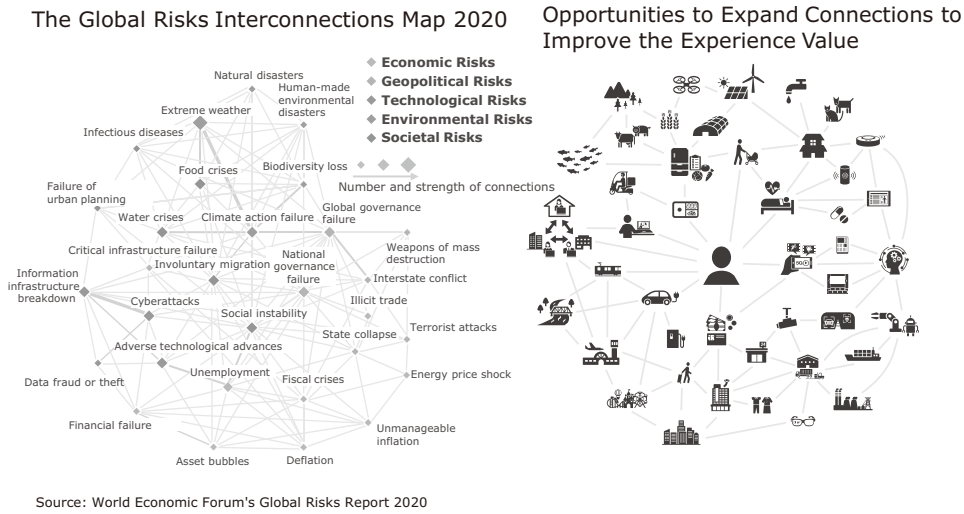 The Global Risks Interconnections Map 2020
Opportunities to Expand Connections to
Improve the Experience Value
Economic Risks
Geopolitical Risks
Technological Risks
Environmental Risks
Societal Risks
Number and strength of connections
Natural disasters
Human-made
environmental
disasters
Extreme weather
Infectious diseases
Biodiversity loss
Food crises
Failure of
urban planning
Water crises
Climate action failure
Global governance
failure
Critical infrastructure failure
Involuntary migration
National
governance
failure
Weapons of mass
destruction
Information
infrastructure
breakdown
Interstate conflict
Cyberattacks
Illicit trade
Social instability
State collapse
Terrorist attacks
Adverse technological advances
Data fraud or theft
Unemployment
Fiscal crises
Energy price shock
Financial failure
Unmanageable
inflation
Asset bubbles
Deflation
Source: World Economic Forum's Global Risks Report 2020